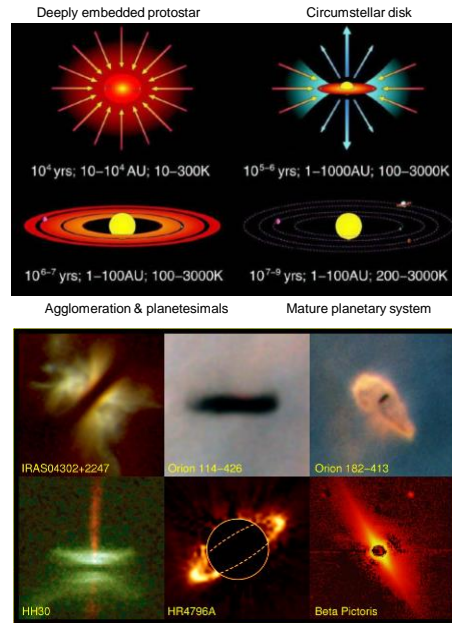 Deeply embedded protostar
Circumstellar disk
10⁴ yrs; 10–10⁴ AU; 10–300K
10⁵⁻⁶ yrs; 1–1000AU; 100–3000K
10⁶⁻⁷ yrs; 1–100AU; 100–3000K
10⁷⁻⁹ yrs; 1–100AU; 200–3000K
Agglomeration & planetesimals
Mature planetary system
IRAS04302+2247
Orion 114–426
Orion 182–413
HH30
HR4796A
Beta Pictoris